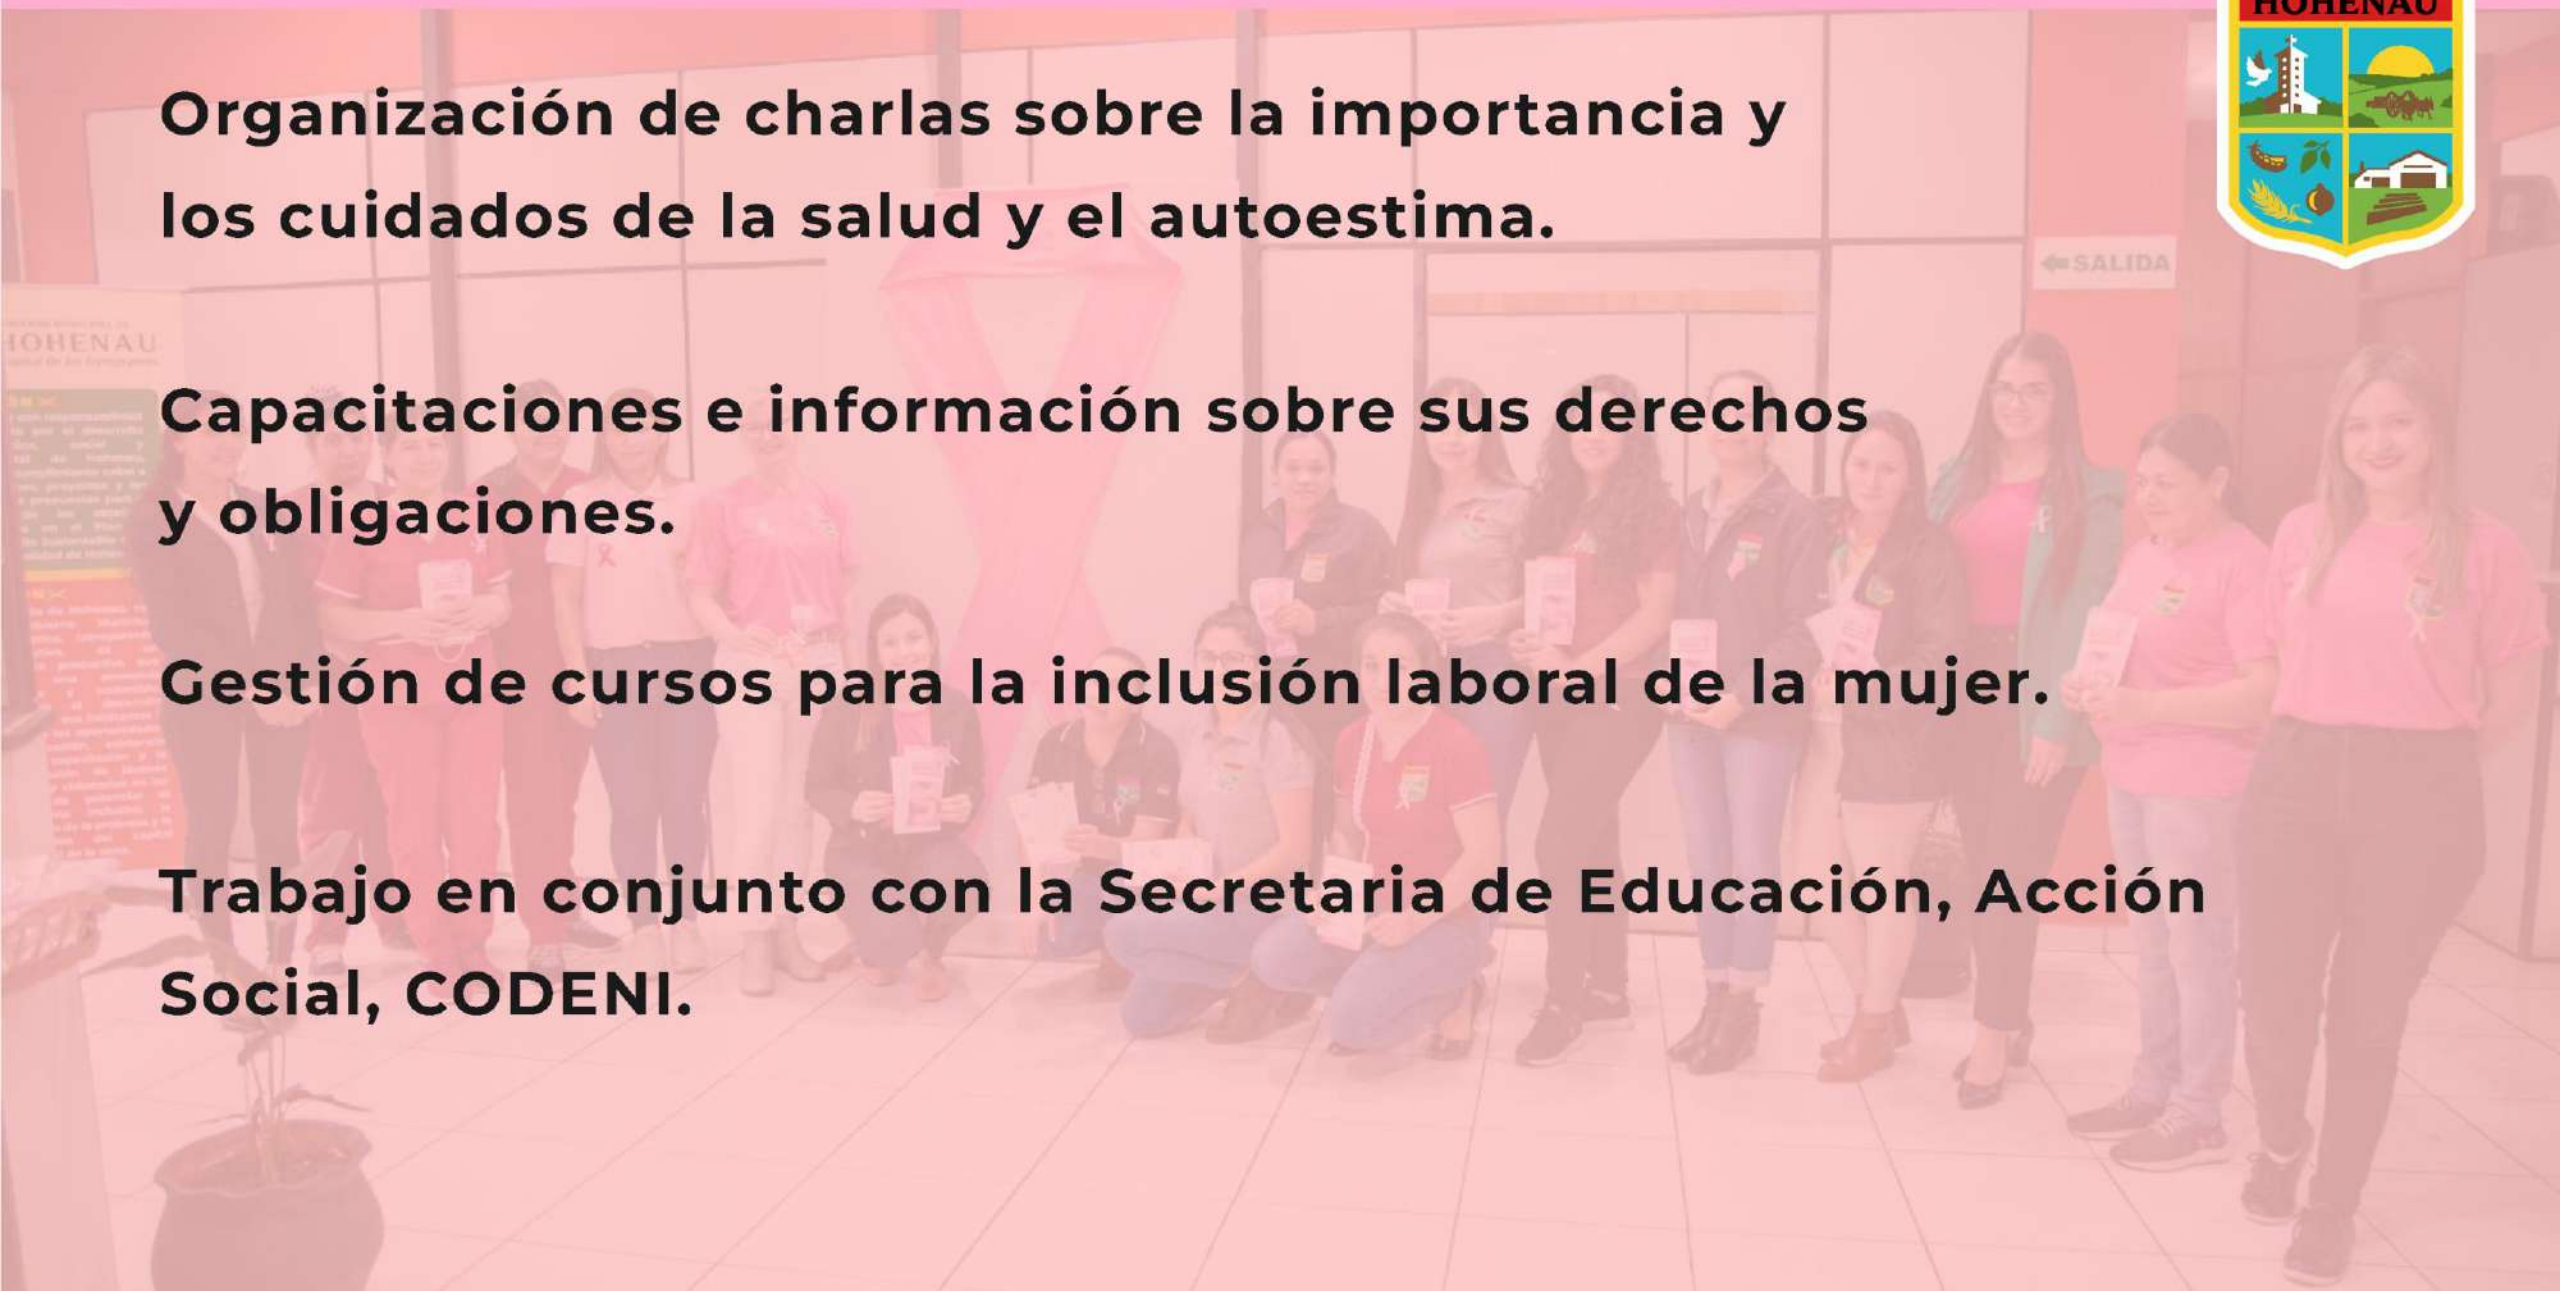 HOHENAU
Organización de charlas sobre la importancia y
los cuidados de la salud y el autoestima.
SALIDA
HOHENAU
Capacitaciones e información sobre sus derechos
y obligaciones.
Gestión de cursos para la inclusión laboral de la mujer.
Trabajo en conjunto con la Secretaria de Educación, Acción
Social, CODENI.